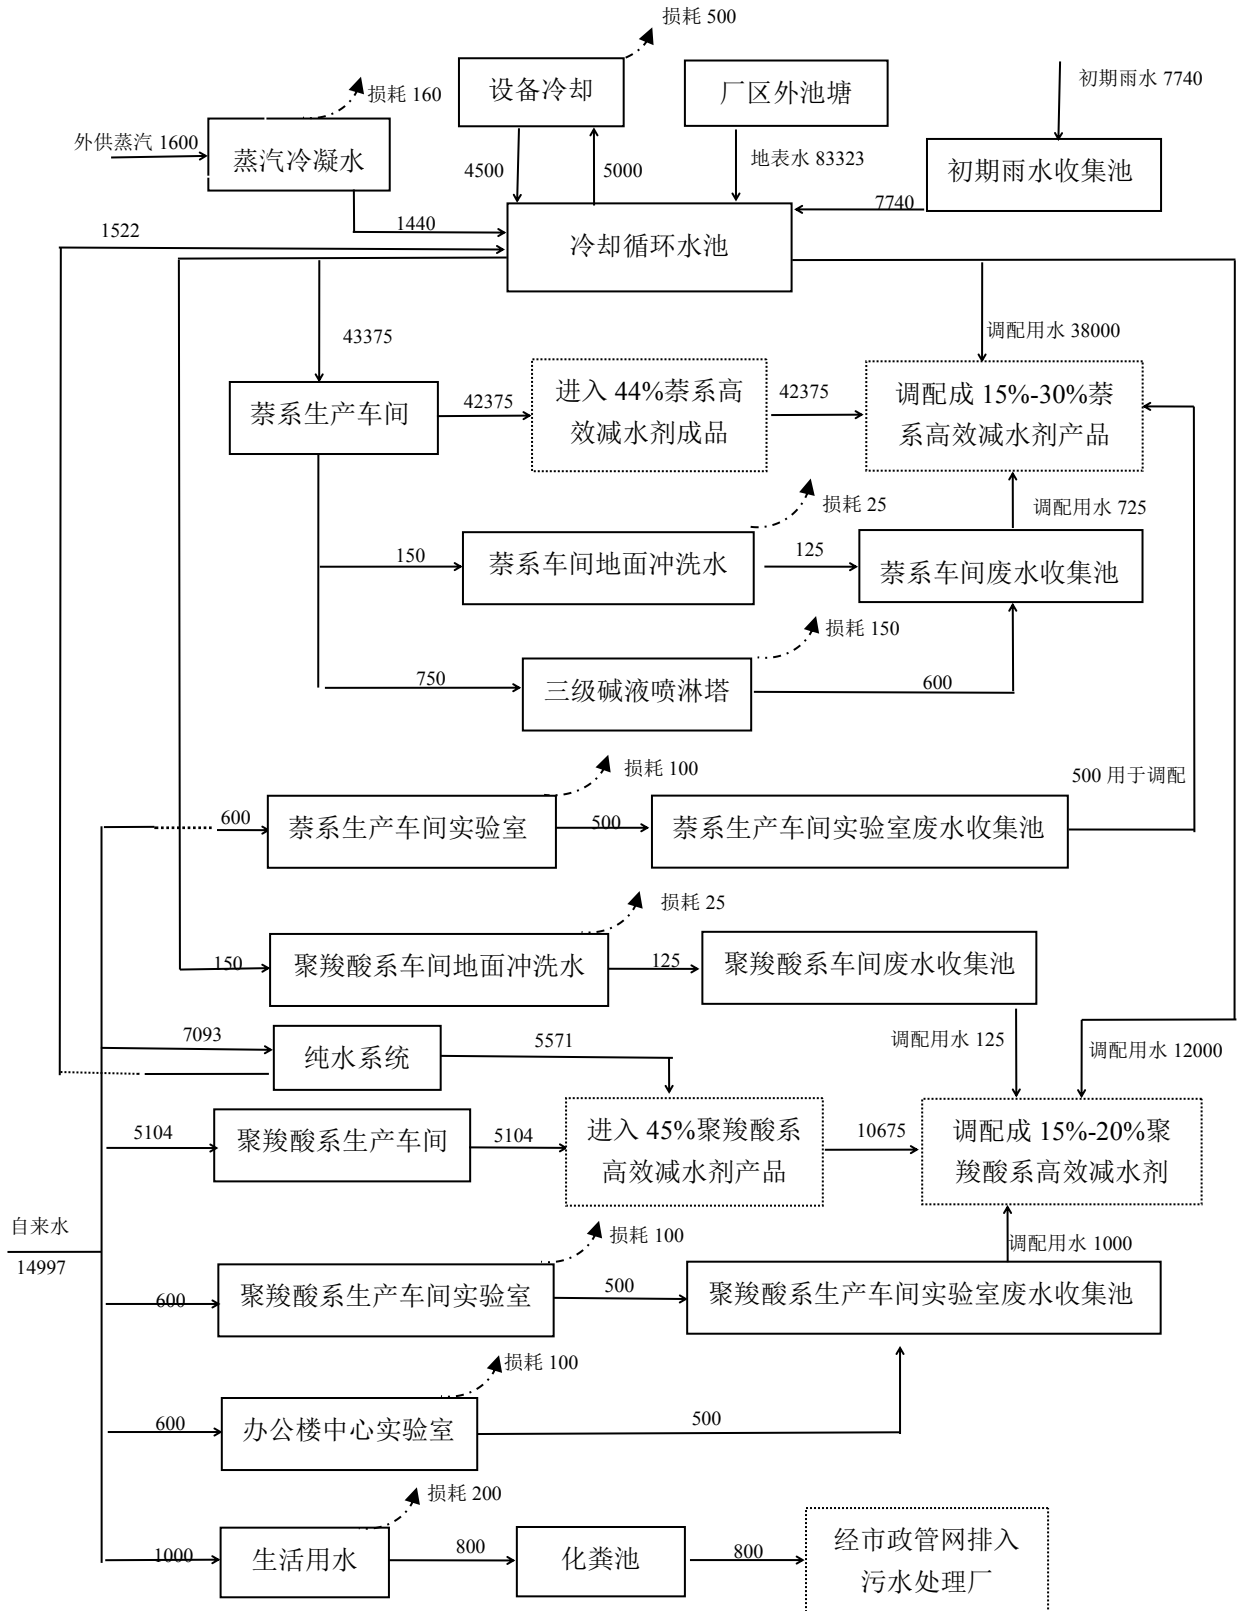 损耗 500
设备冷却
厂区外池塘
初期雨水 7740
损耗 160
外供蒸汽 1600
蒸汽冷凝水
4500
5000
地表水 83323
初期雨水收集池
7740
1440
1522
冷却循环水池
43375
调配用水 38000
萘系生产车间
42375
进入 44%萘系高
效减水剂成品
42375
调配成 15%-30%萘
系高效减水剂产品
损耗 25
调配用水 725
150
萘系车间地面冲洗水
125
萘系车间废水收集池
损耗 150
750
三级碱液喷淋塔
600
损耗 100
500 用于调配
600
萘系生产车间实验室
500
萘系生产车间实验室废水收集池
损耗 25
150
聚羧酸系车间地面冲洗水
125
聚羧酸系车间废水收集池
7093
纯水系统
5571
调配用水 125
调配用水 12000
5104
聚羧酸系生产车间
5104
进入 45%聚羧酸系
高效减水剂产品
10675
调配成 15%-20%聚
羧酸系高效减水剂
自来水
14997
损耗 100
调配用水 1000
600
聚羧酸系生产车间实验室
500
聚羧酸系生产车间实验室废水收集池
损耗 100
600
办公楼中心实验室
500
损耗 200
1000
生活用水
800
化粪池
800
经市政管网排入
污水处理厂